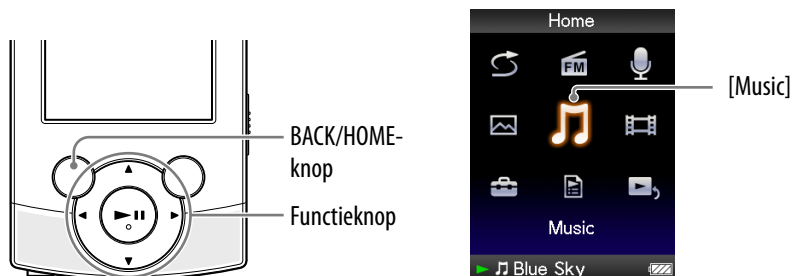 BACK/HOME-
knop
Functieknop
Home
FM
[Music]
Music
Blue Sky